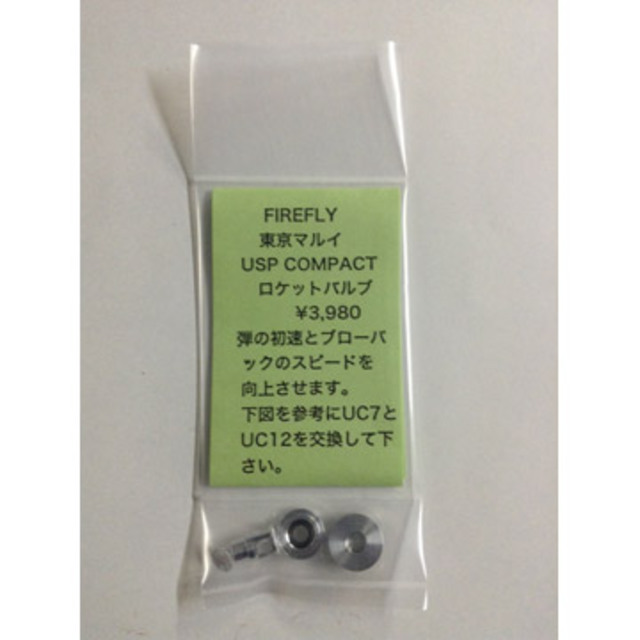 FIREFLY
東京マルイ
USP COMPACT
ロケットバルブ
¥3,980
弾の初速とブローバ
ックのスピードを
向上させます。
下図を参考にUC7と
UC12を交換して下
さい。